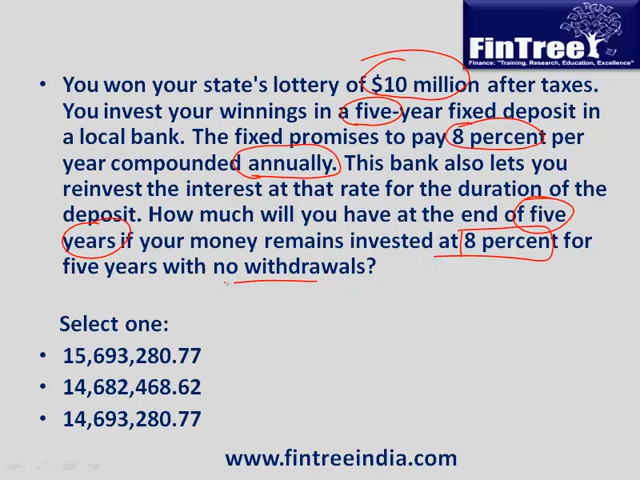 FinTree
Finance: "Training, Research, Education, Excellence"
• You won your state's lottery of $10 million after taxes.
You invest your winnings in a five-year fixed deposit in
a local bank. The fixed promises to pay 8 percent per
year compounded annually. This bank also lets you
reinvest the interest at that rate for the duration of the
deposit. How much will you have at the end of five
years if your money remains invested at 8 percent for
five years with no withdrawals?
Select one:
• 15,693,280.77
• 14,682,468.62
• 14,693,280.77
www.fintreeindia.com